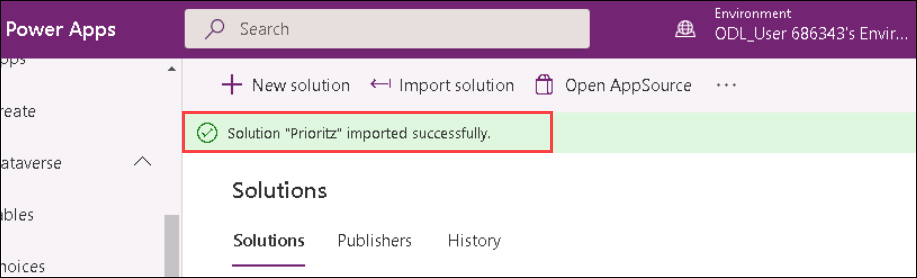 Environment
Power Apps
Search
ODL_User 686343's Envir...
ops
New solution
Import solution
Open AppSource
...
reate
Solution "Prioritz" imported successfully.
ataverse
Solutions
ables
Solutions
Publishers
History
hoices